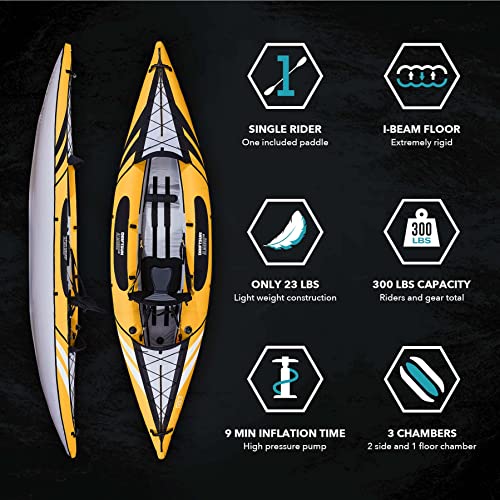 1
SINGLE RIDER
One included paddle
I-BEAM FLOOR
Extremely rigid
ONLY 23 LBS
Light weight construction
300
LBS
300 LBS CAPACITY
Riders and gear total
9 MIN INFLATION TIME
High pressure pump
3 CHAMBERS
2 side and 1 floor chamber